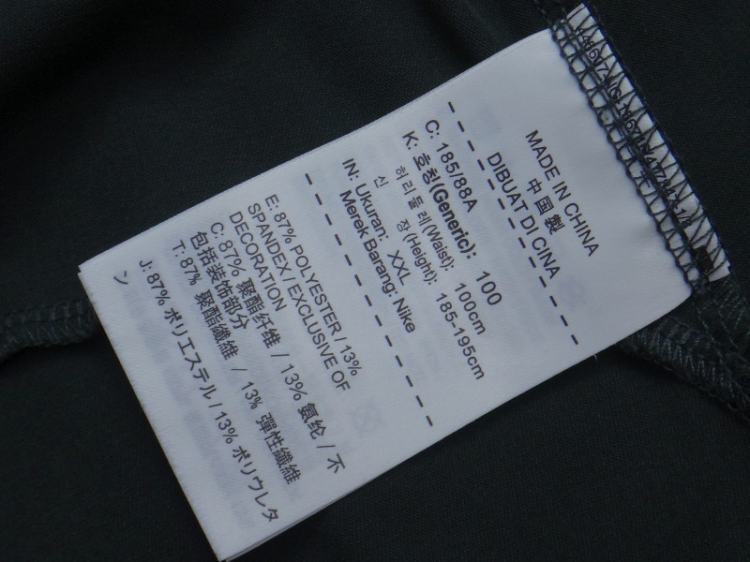 MADE IN CHINA
中国製
DIBUAT DI CINA
C: 185/88A
K: 호칭(Generic): 100
허리둘레(Waist): 100cm
신 장(Height): 185-195cm
IN: Ukuran: XXL
Merek Barang: Nike
E: 87% POLYESTER / 13%
SPANDEX / EXCLUSIVE OF
DECORATION
C: 87% 聚酯纤维 / 13% 氨纶 / 不
包括装饰部分
T: 87% 聚酯纖維 / 13% 彈性纖維
J: 87% ポリエステル / 13% ポリウレタ
ン